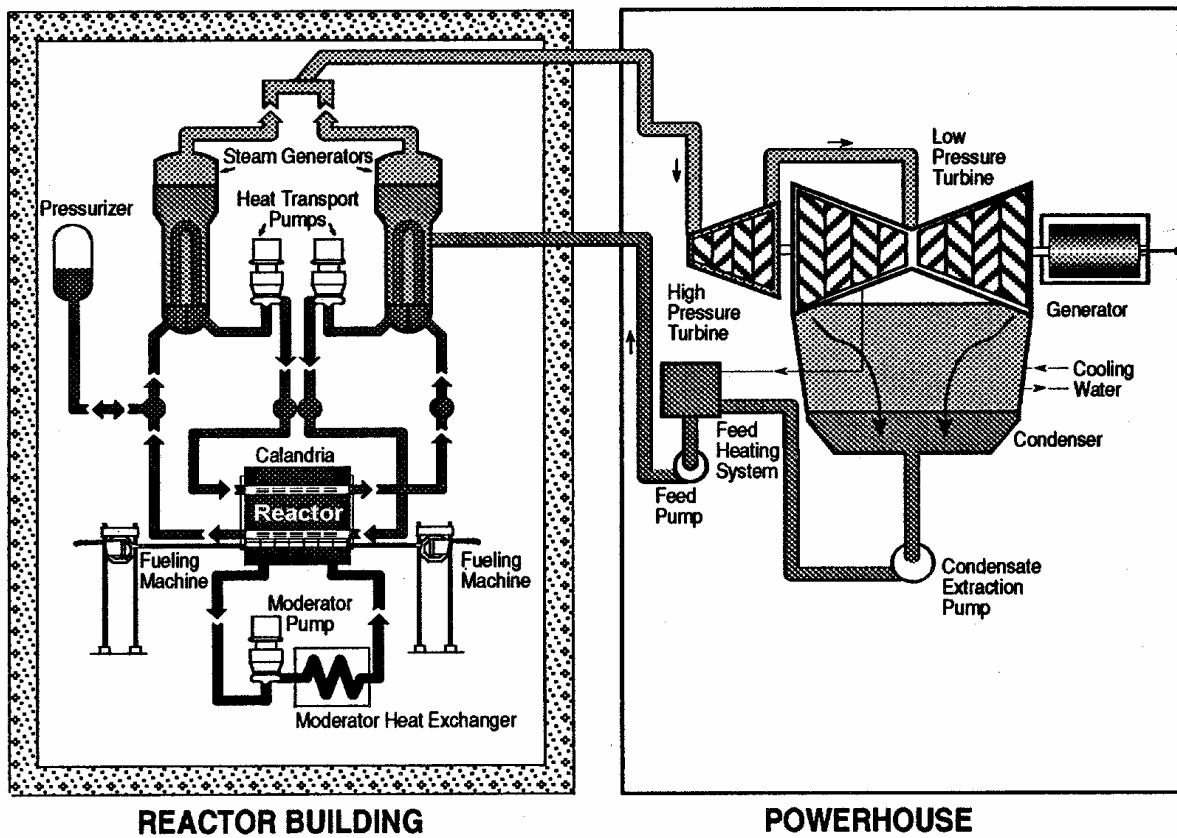 Steam Generators
Heat Transport
Pumps
Pressurizer
Calandria
Reactor
Fueling
Machine
Fueling
Machine
Moderator
Pump
Moderator Heat Exchanger
REACTOR BUILDING
Low
Pressure
Turbine
High
Pressure
Turbine
Generator
Cooling
Water
Condenser
Feed
Heating
System
Feed
Pump
Condensate
Extraction
Pump
POWERHOUSE